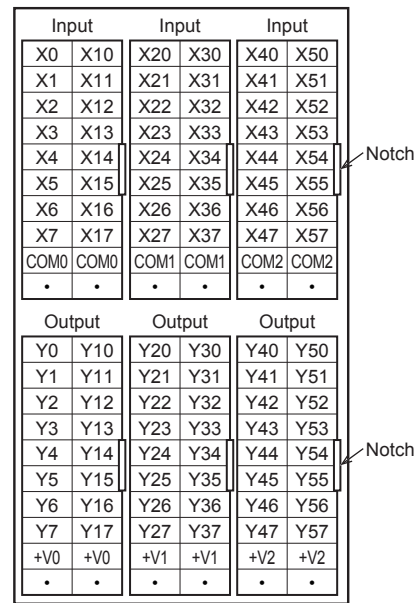 Input Input Input
X0 X10 X20 X30 X40 X50
X1 X11 X21 X31 X41 X51
X2 X12 X22 X32 X42 X52
X3 X13 X23 X33 X43 X53
X4 X14 X24 X34 X44 X54 Notch
X5 X15 X25 X35 X45 X55
X6 X16 X26 X36 X46 X56
X7 X17 X27 X37 X47 X57
COM0 COM0 COM1 COM1 COM2 COM2
• • • • • •
Output Output Output
Y0 Y10 Y20 Y30 Y40 Y50
Y1 Y11 Y21 Y31 Y41 Y51
Y2 Y12 Y22 Y32 Y42 Y52
Y3 Y13 Y23 Y33 Y43 Y53
Y4 Y14 Y24 Y34 Y44 Y54 Notch
Y5 Y15 Y25 Y35 Y45 Y55
Y6 Y16 Y26 Y36 Y46 Y56
Y7 Y17 Y27 Y37 Y47 Y57
+V0 +V0 +V1 +V1 +V2 +V2
• • • • • •